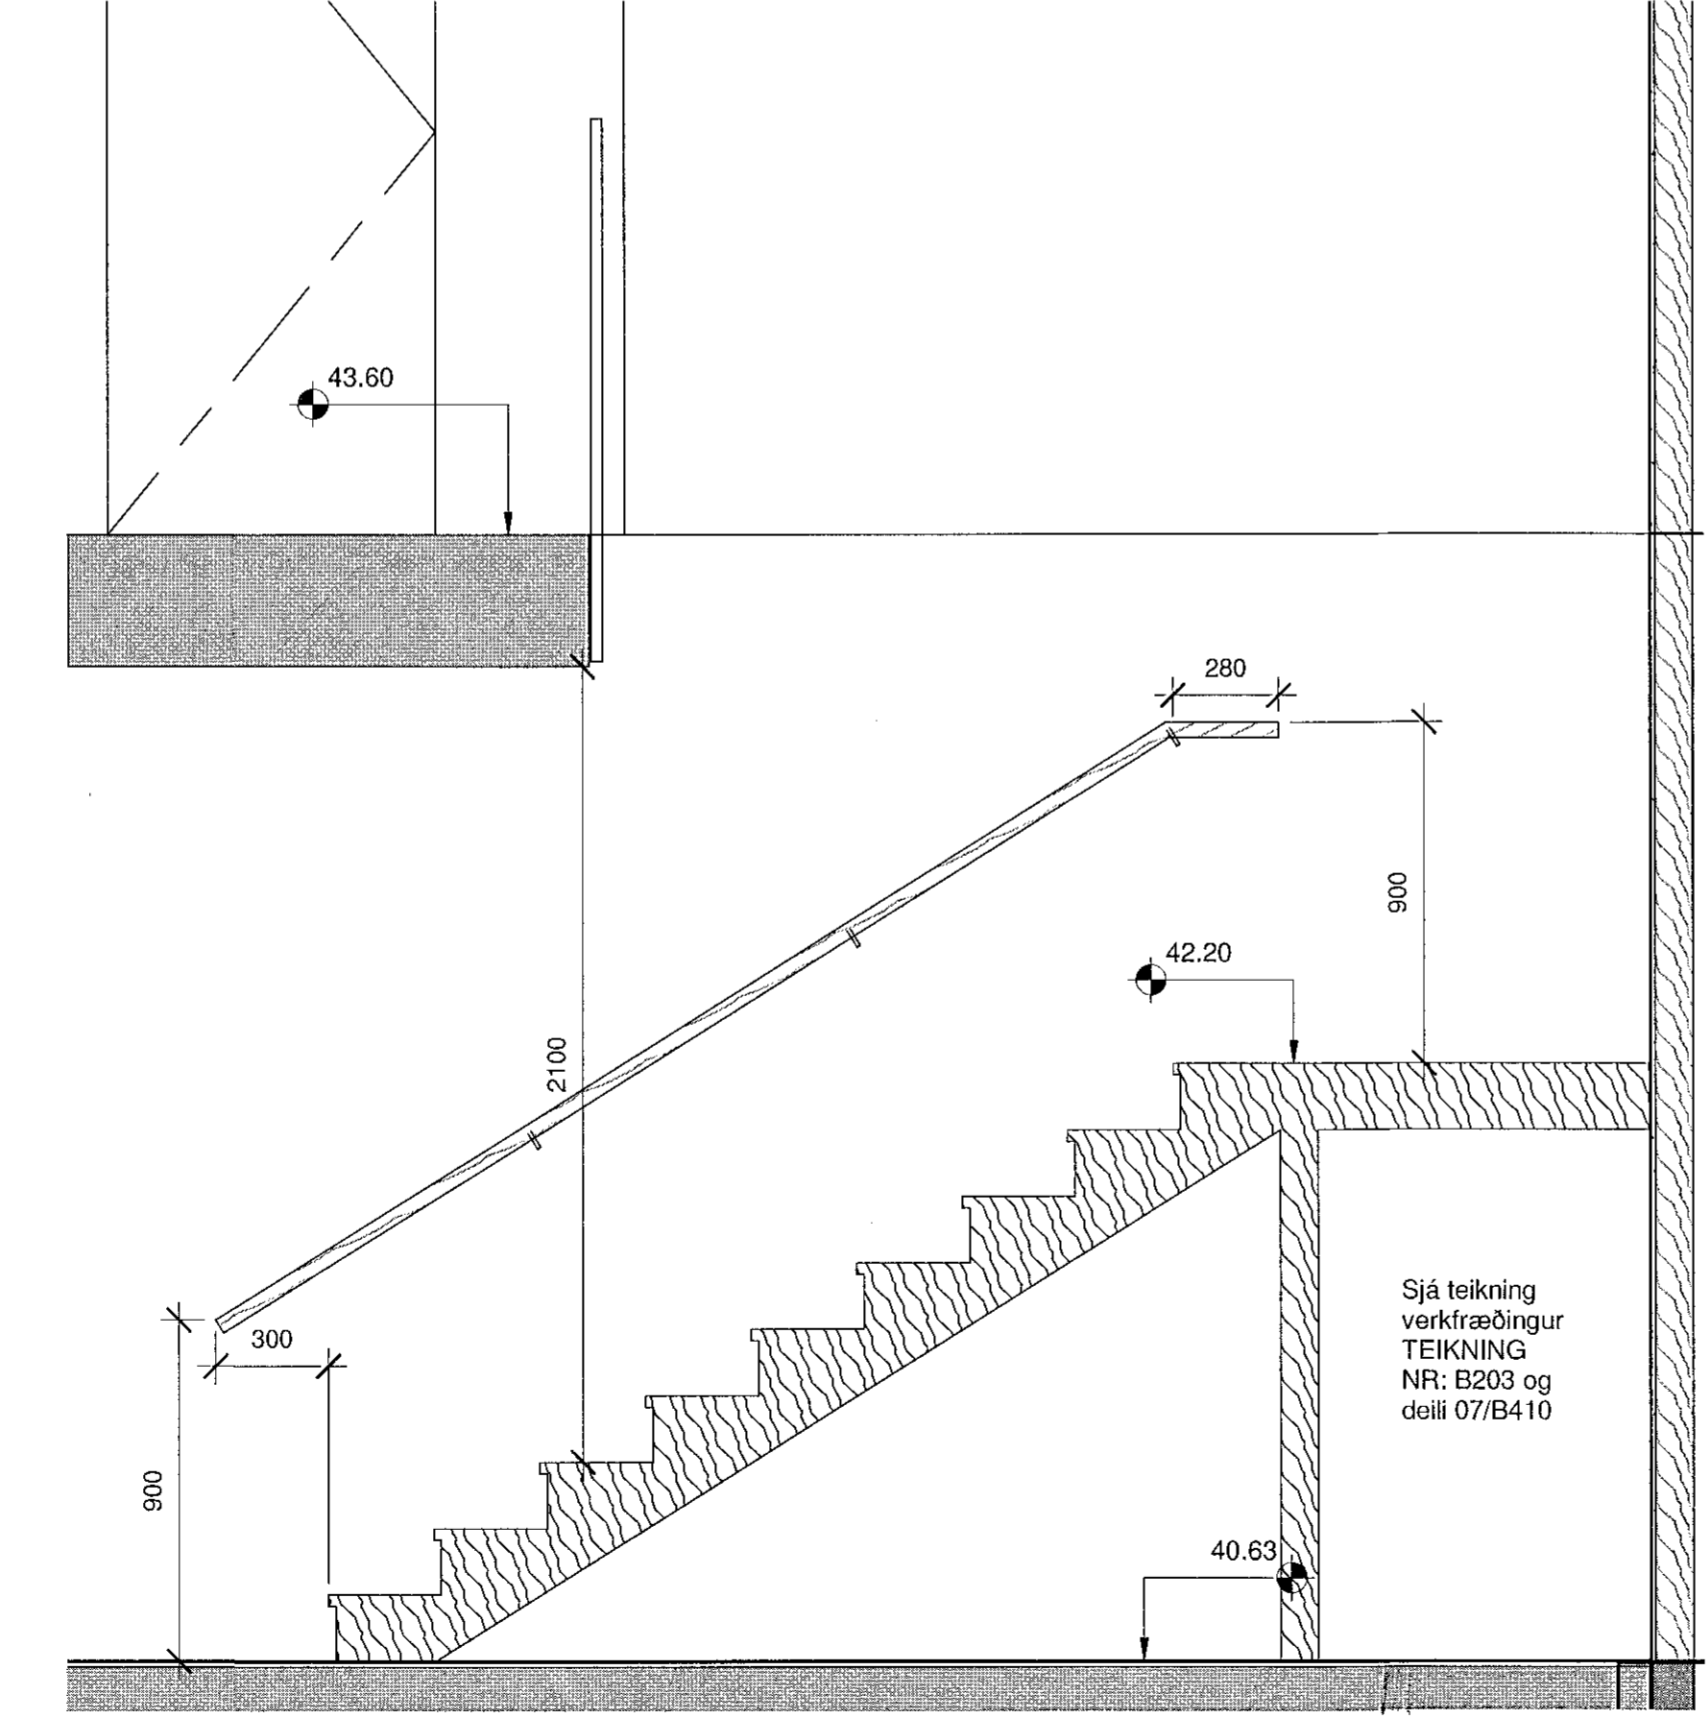 43.60
280
900
42.20
2100
300
900
Sjá teikning
verkfræðingur
TEIKNING
NR: B203 og
deili 07/B410
40.63